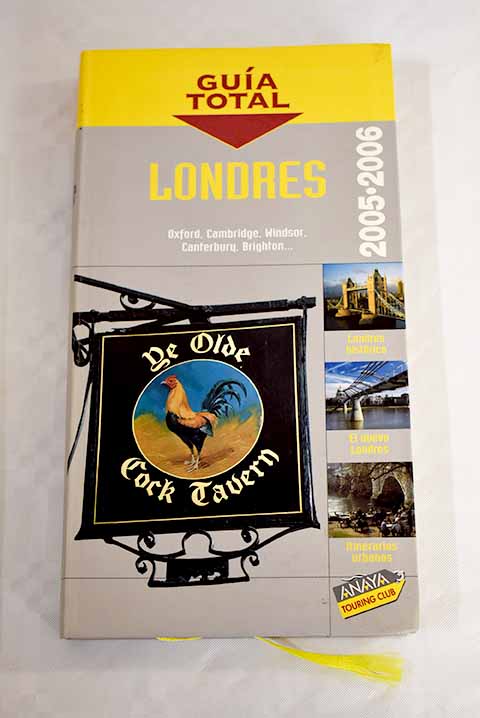 GUÍA
TOTAL
LONDRES
2005·2006
Oxford, Cambridge, Windsor,
Canterbury, Brighton...
Londres
histórico
El nuevo
Londres
Itinerarios
urbanos
Ye Olde
Cock Tavern
ANAYA
TOURING CLUB